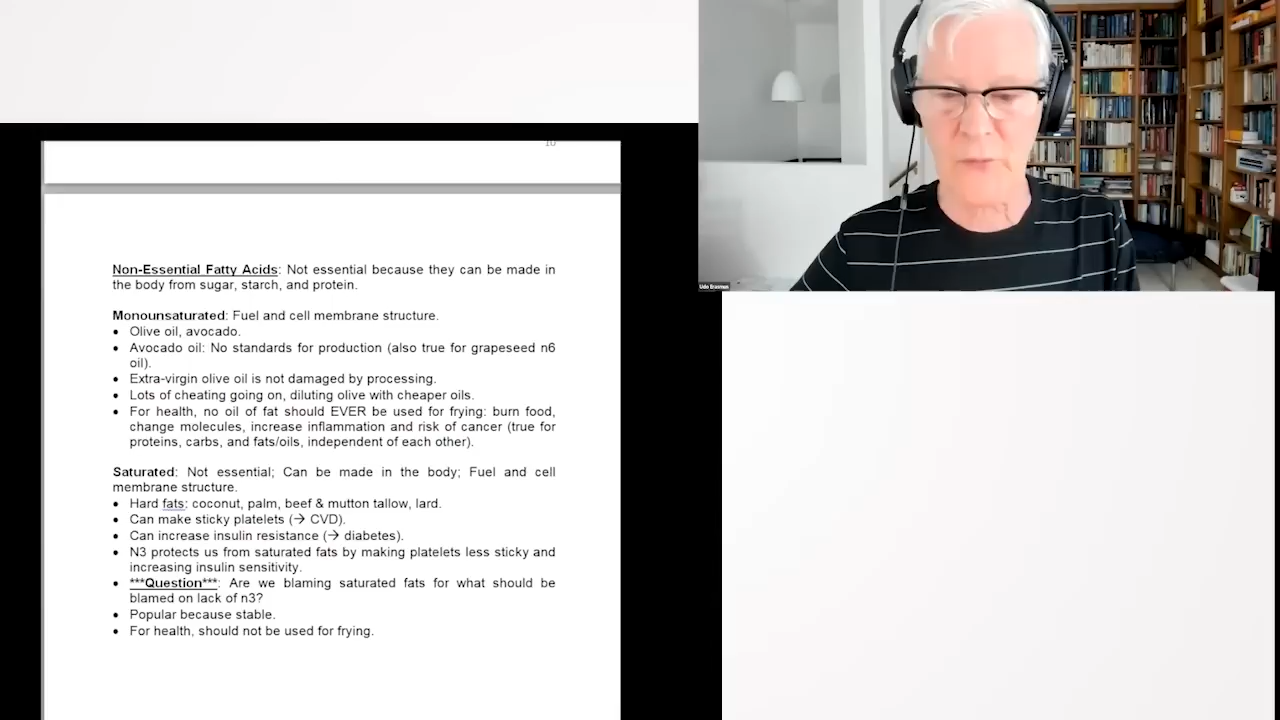 10
Non-Essential Fatty Acids: Not essential because they can be made in
the body from sugar, starch, and protein.
Monounsaturated: Fuel and cell membrane structure.
• Olive oil, avocado.
• Avocado oil: No standards for production (also true for grapeseed n6
oil).
• Extra-virgin olive oil is not damaged by processing.
• Lots of cheating going on, diluting olive with cheaper oils.
• For health, no oil of fat should EVER be used for frying: burn food,
change molecules, increase inflammation and risk of cancer (true for
proteins, carbs, and fats/oils, independent of each other).
Saturated: Not essential; Can be made in the body; Fuel and cell
membrane structure.
• Hard fats: coconut, palm, beef & mutton tallow, lard.
• Can make sticky platelets (→ CVD).
• Can increase insulin resistance (→ diabetes).
• N3 protects us from saturated fats by making platelets less sticky and
increasing insulin sensitivity.
• ***Question***: Are we blaming saturated fats for what should be
blamed on lack of n3?
• Popular because stable.
• For health, should not be used for frying.
Udo Erasmus